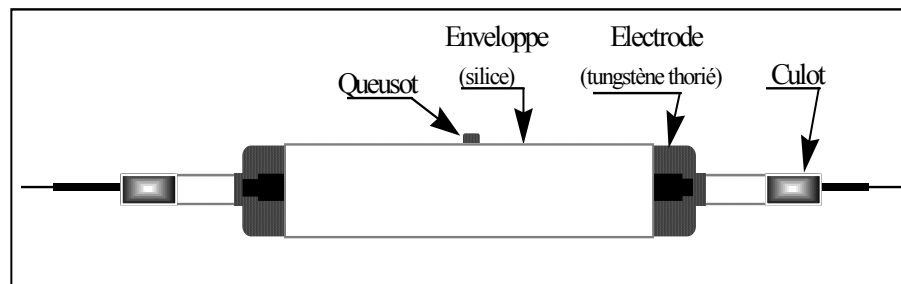 Enveloppe
(silice)
Electrode
(tungstène thorié)
Queusot
Culot